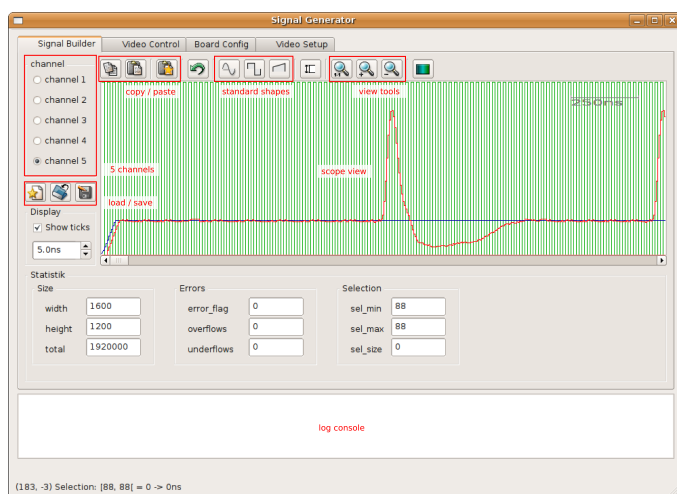 Signal Generator
Signal Builder Video Control Board Config Video Setup
channel
channel 1
channel 2
channel 3
channel 4
channel 5
copy / paste standard shapes view tools
1:1
250ns
5 channels
scope view
load / save
Display
Show ticks
5.0ns
Statistik
Size Errors Selection
width 1600 error_flag 0 sel_min 88
height 1200 overflows 0 sel_max 88
total 1920000 underflows 0 sel_size 0
log console
(183, -3) Selection: [88, 88[ = 0 -> 0ns